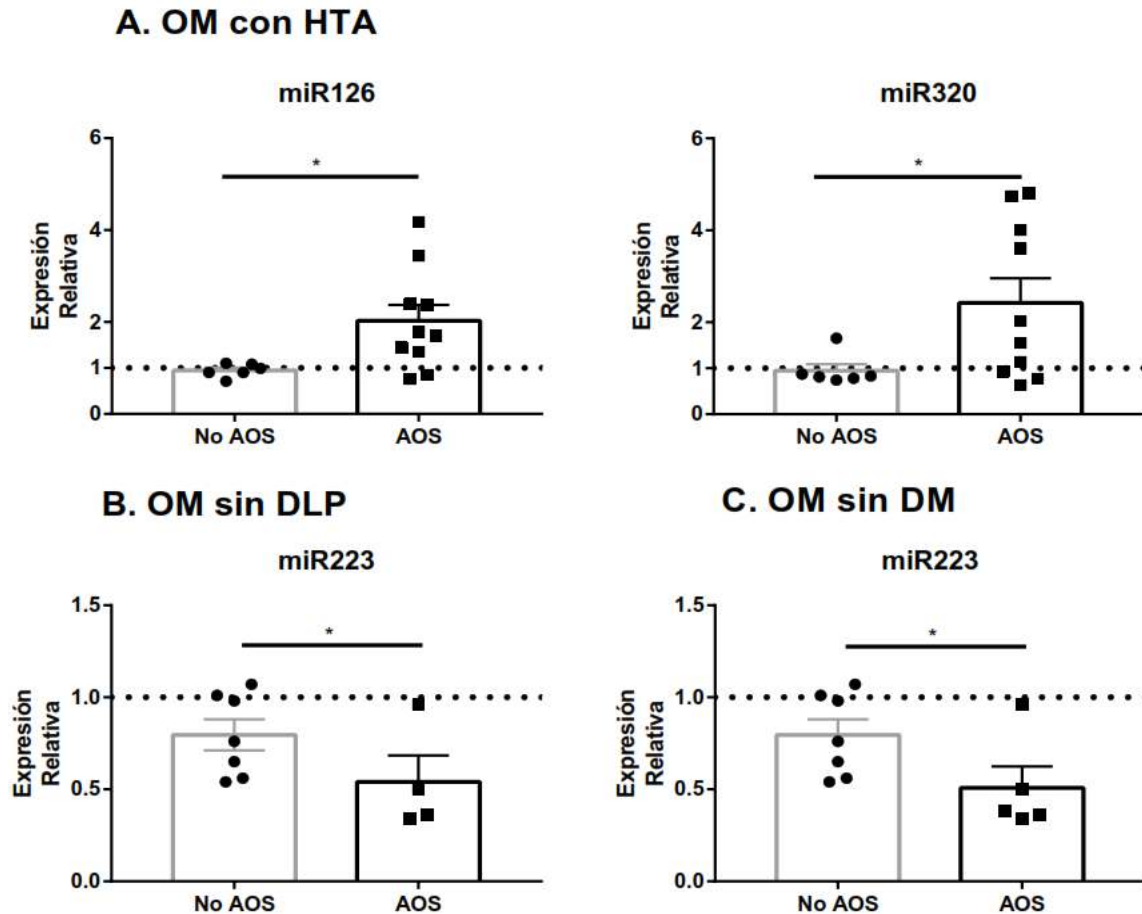 A. OM con HTA
miR126
Expresión
Relativa
6
4
2
1
0
*
No AOS
AOS
miR320
Expresión
Relativa
6
4
2
1
0
*
No AOS
AOS
B. OM sin DLP
miR223
Expresión
Relativa
1.5
1.0
0.5
0.0
*
No AOS
AOS
C. OM sin DM
miR223
Expresión
Relativa
1.5
1.0
0.5
0.0
*
No AOS
AOS